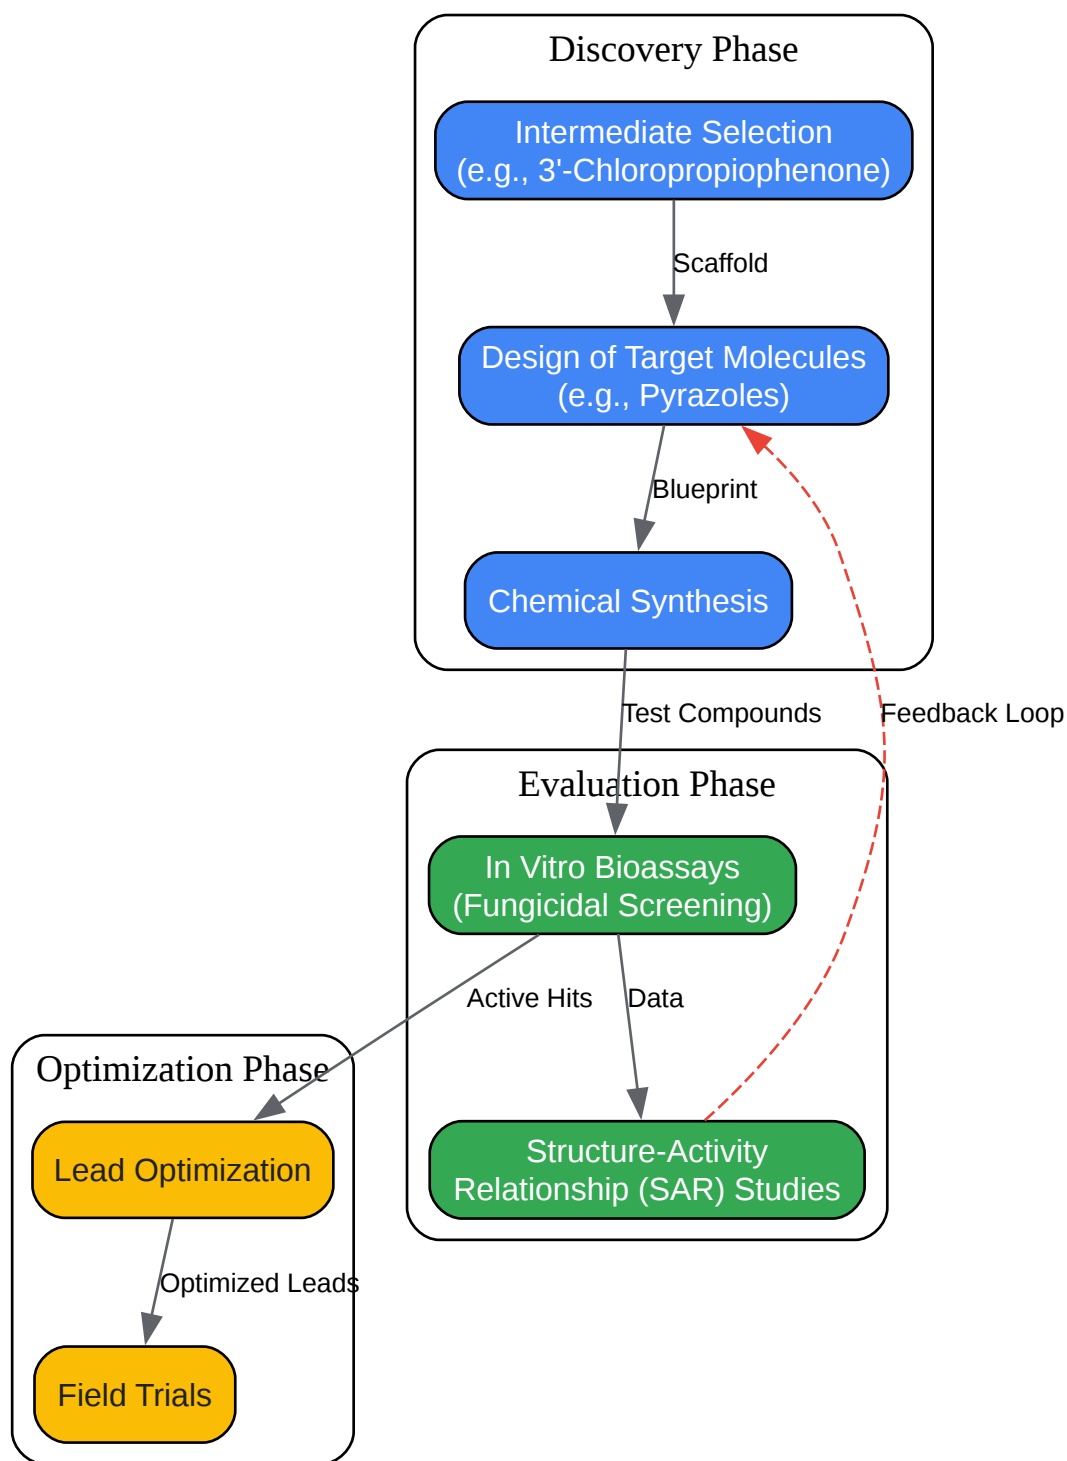 Discovery Phase
Intermediate Selection
(e.g., 3'-Chloropropiophenone)
Scaffold
Design of Target Molecules
(e.g., Pyrazoles)
Blueprint
Chemical Synthesis
Test Compounds
Feedback Loop
Evaluation Phase
In Vitro Bioassays
(Fungicidal Screening)
Active Hits
Data
Optimization Phase
Structure-Activity
Relationship (SAR) Studies
Lead Optimization
Optimized Leads
Field Trials